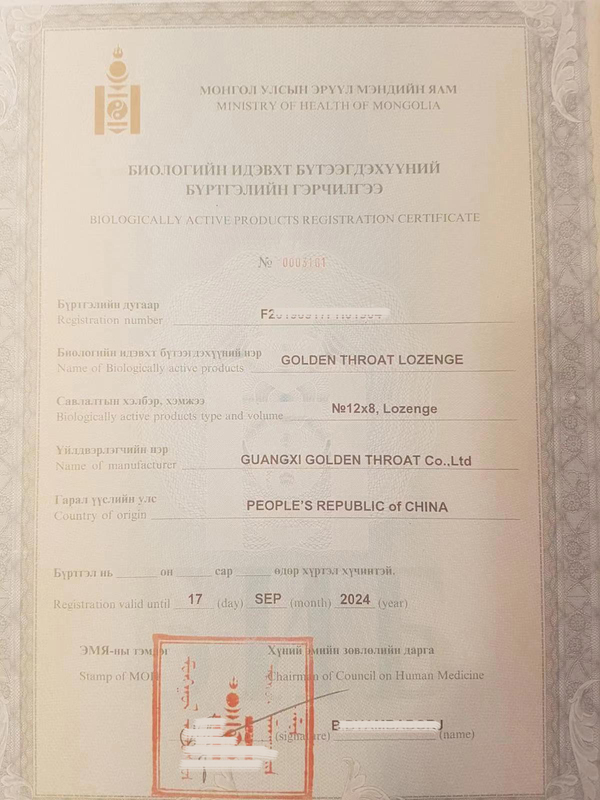 МОНГОЛ УЛСЫН ЭРҮҮЛ МЭНДИЙН ЯАМ
MINISTRY OF HEALTH OF MONGOLIA
БИОЛОГИЙН ИДЭВХТ БҮТЭЭГДЭХҮҮНИЙ
БҮРТГЭЛИЙН ГЭРЧИЛГЭЭ
BIOLOGICALLY ACTIVE PRODUCTS REGISTRATION CERTIFICATE
№ 0003101
Бүртгэлийн дугаар
Registration number
Биологийн идэвхт бүтээгдэхүүний нэр
Name of Biologically active products GOLDEN THROAT LOZENGE
Савлалтын хэлбэр, хэмжээ
Biologically active products type and volume №12x8, Lozenge
Үйлдвэрлэгчийн нэр
Name of manufacturer GUANGXI GOLDEN THROAT Co.,Ltd
Гарал үүслийн улс
Country of origin PEOPLE'S REPUBLIC of CHINA
Бүртгэл нь он сар өдөр хүртэл хүчинтэй.
Registration valid until 17 (day) SEP (month) 2024 (year)
ЭМЯ-ны тэмдэг Хүний эмийн зөвлөлийн дарга
Stamp of MOH Chairman of Council on Human Medicine
(signature) (name)